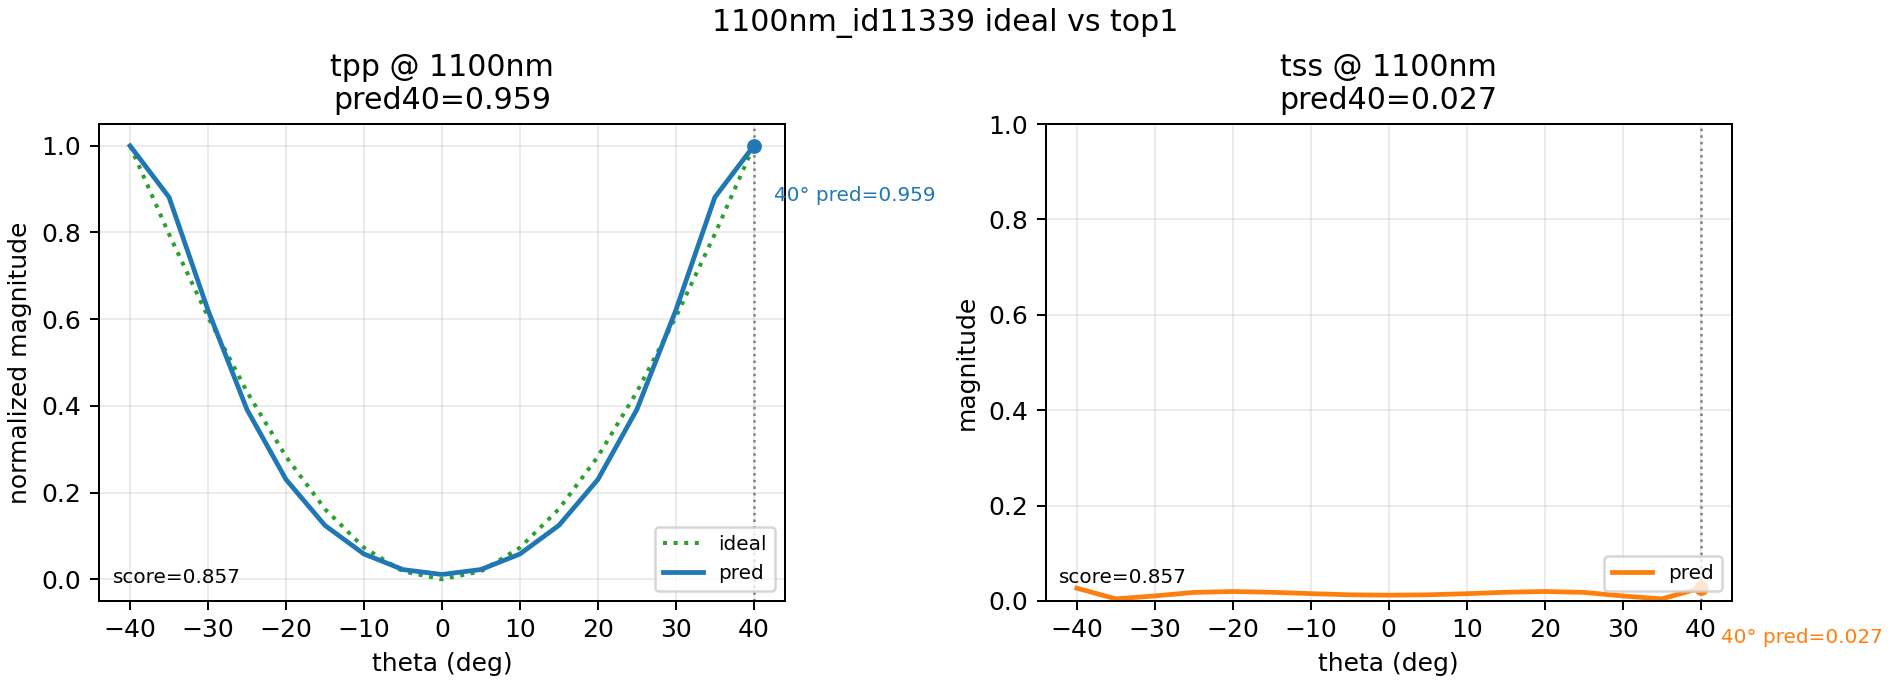 1100nm_id11339 ideal vs top1
tpp @ 1100nm
pred40=0.959
normalized magnitude
1.0
0.8
0.6
0.4
0.2
0.0
40° pred=0.959
score=0.857
ideal
pred
−40
−30
−20
−10
0
10
20
30
40
theta (deg)
tss @ 1100nm
pred40=0.027
magnitude
1.0
0.8
0.6
0.4
0.2
0.0
score=0.857
pred
−40
−30
−20
−10
0
10
20
30
40
40° pred=0.027
theta (deg)